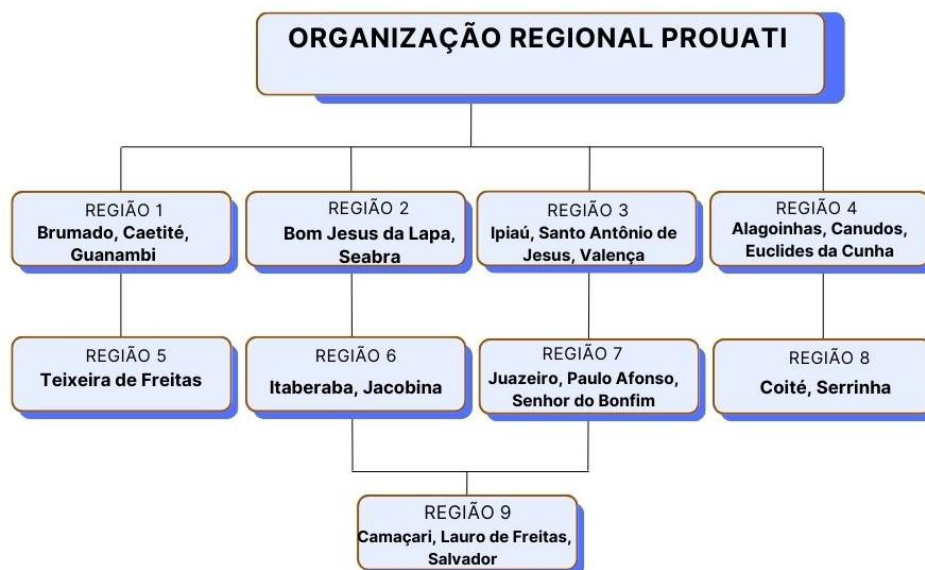 ORGANIZAÇÃO REGIONAL PROUATI
REGIÃO 1
Brumado, Caetité,
Guanambi
REGIÃO 2
Bom Jesus da Lapa,
Seabra
REGIÃO 3
Ipiaú, Santo Antônio de
Jesus, Valença
REGIÃO 4
Alagoinhas, Canudos,
Euclides da Cunha
REGIÃO 5
Teixeira de Freitas
REGIÃO 6
Itaberaba, Jacobina
REGIÃO 7
Juazeiro, Paulo Afonso,
Senhor do Bonfim
REGIÃO 8
Coité, Serrinha
REGIÃO 9
Camaçari, Lauro de Freitas,
Salvador